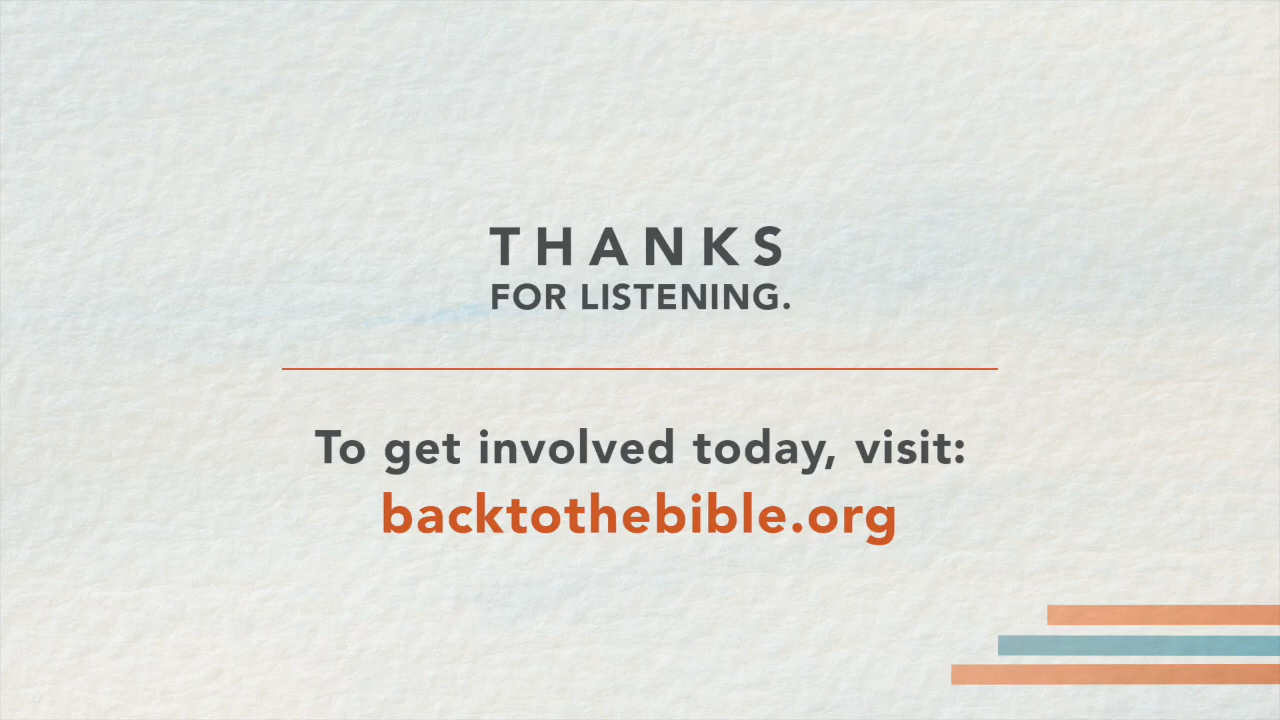 THANKS
FOR LISTENING.
To get involved today, visit:
backtothebible.org